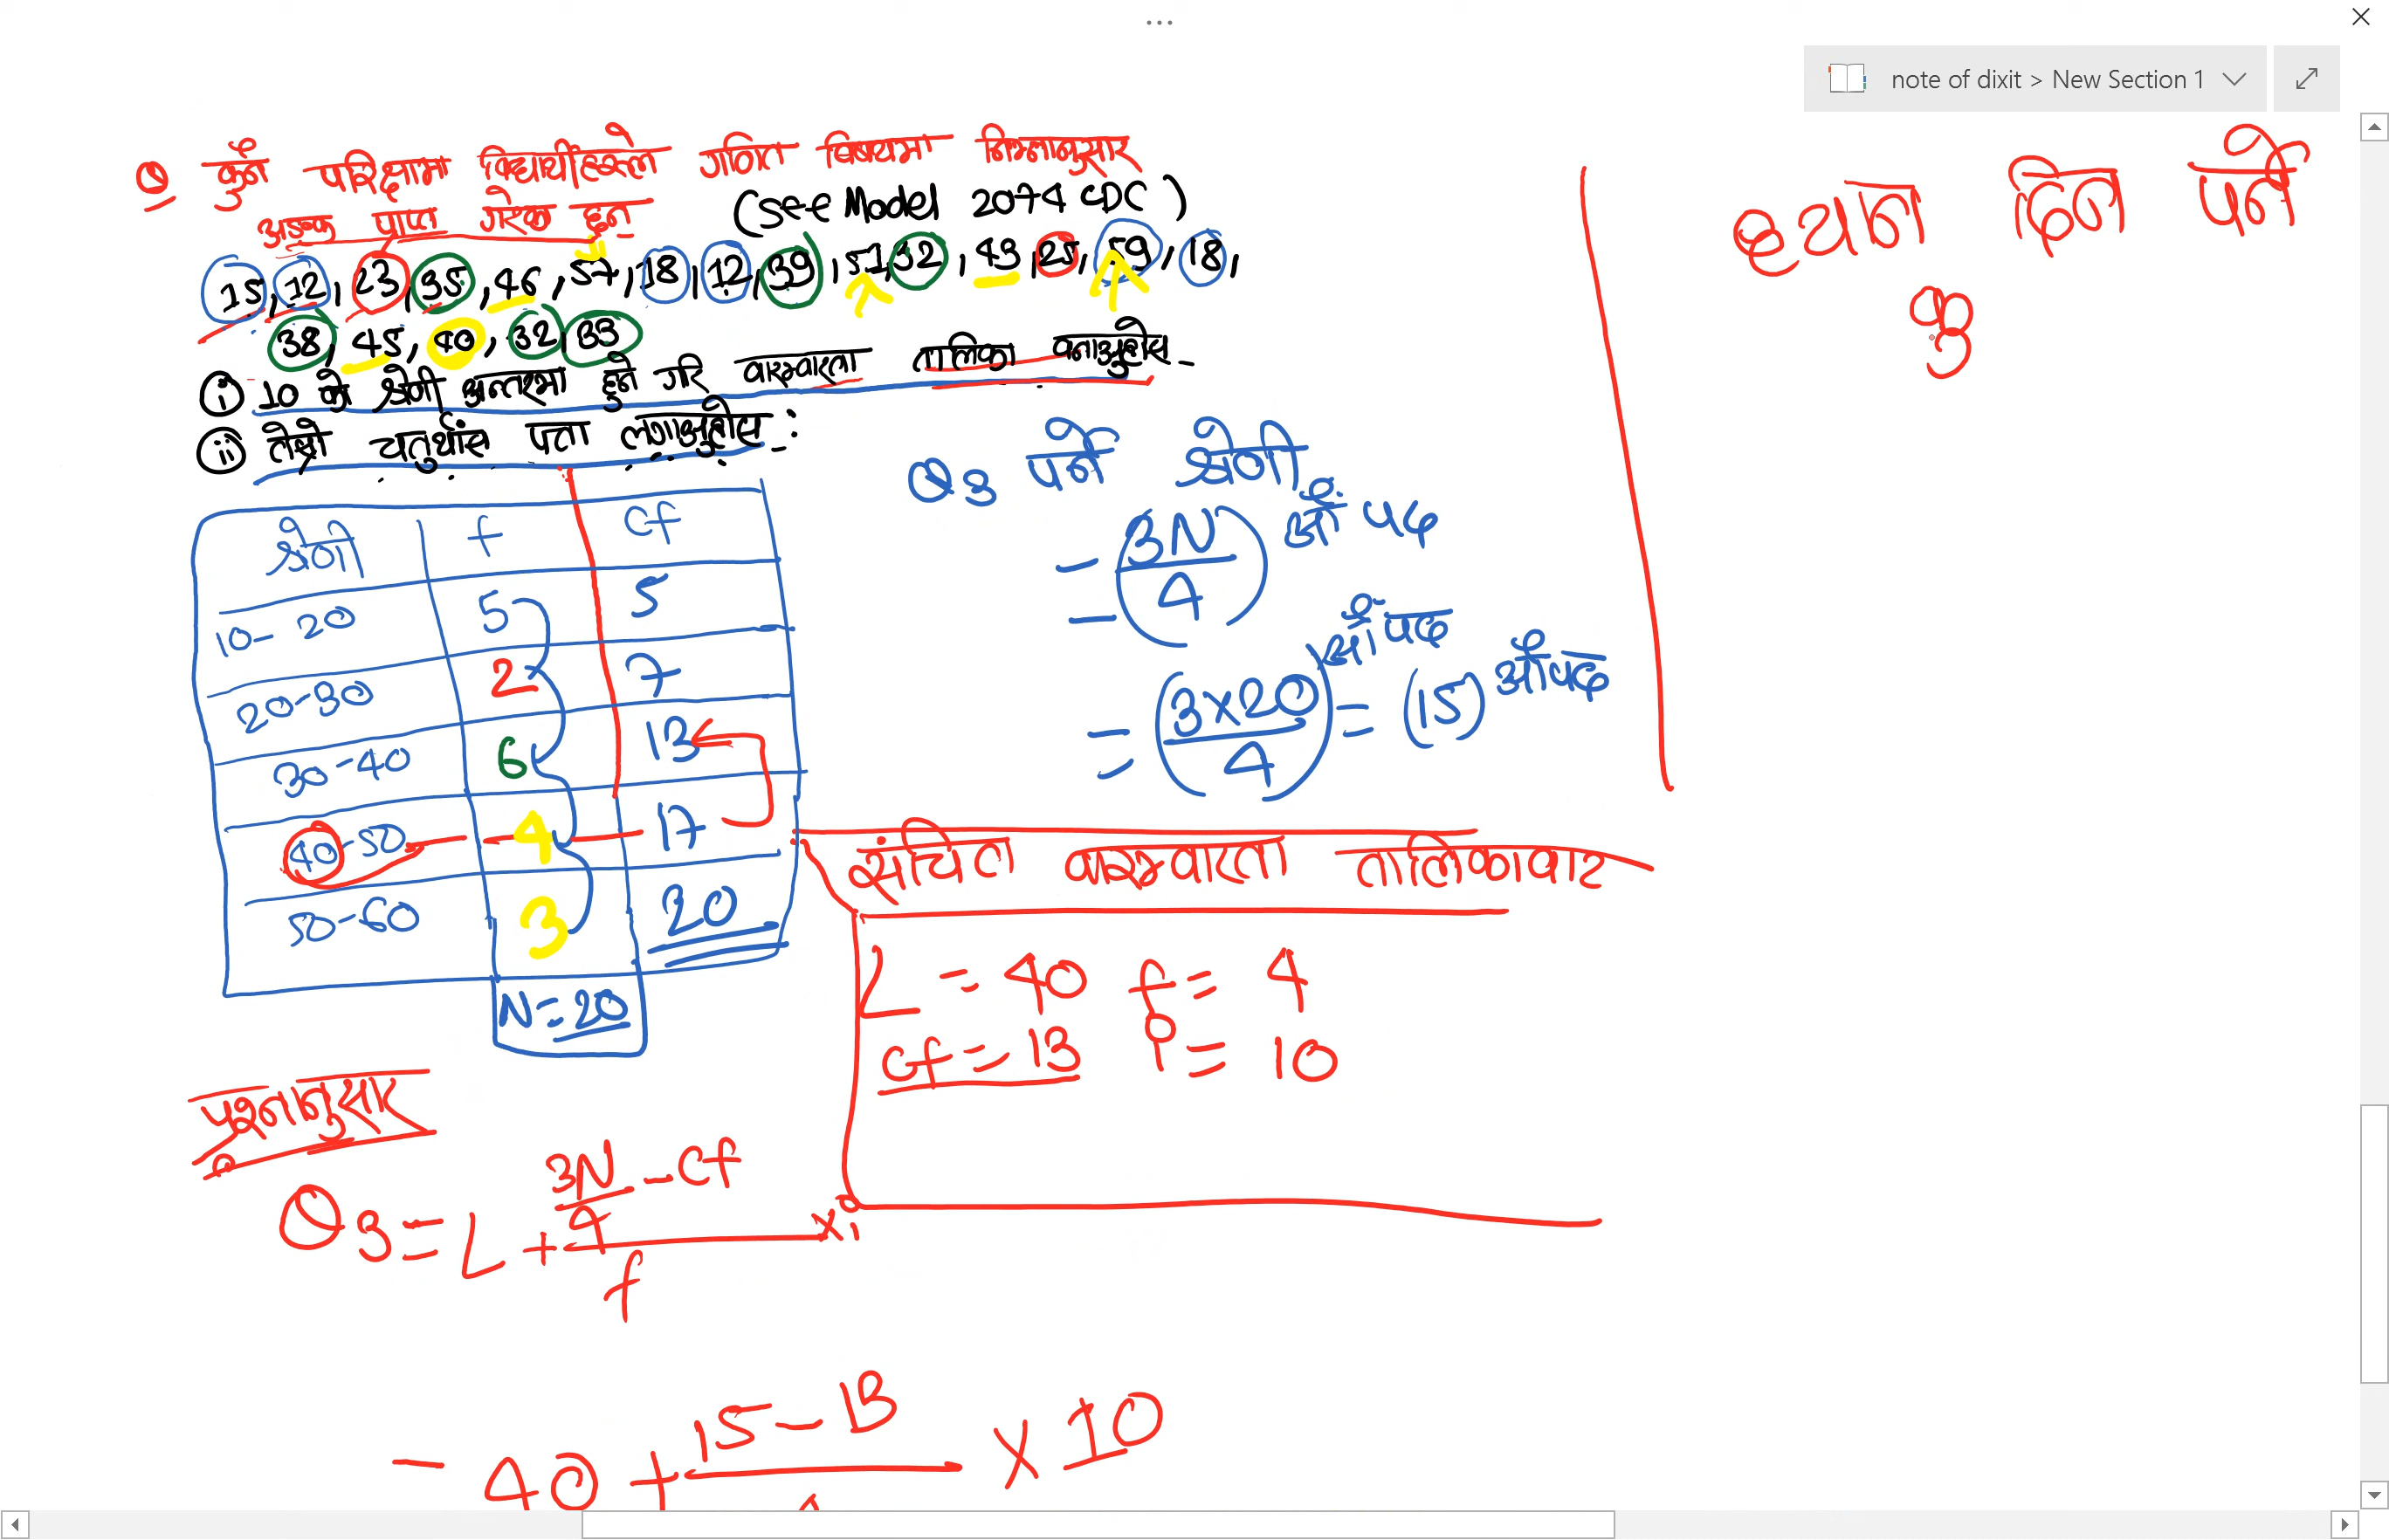 note of dixit > New Section 1
Q कुनै परिक्षामा विद्यार्थीहरूले गणित विषयमा निम्नानुसार
अङ्क प्राप्त गरेका हुन्
(see Model 2074 CDC)
15, 12, 23, 35, 46, 57, 18, 12, 39, 51, 32, 43, 25, 59, 18,
38, 45, 40, 32, 33
(i) 10 को श्रेणी अन्तरमा हुने गरि बारम्बारता तालिका बनाउनुहोस्
(ii) तेस्रो चतुर्थांश पत्ता लगाउनुहोस् :
श्रेणी f cf
10-20 5 5
20-30 2 7
30-40 6 13
40-50 4 17
50-60 3 20
N=20
Q3 पर्ने श्रेणी
= (3N/4) औं पद
= (3×20/4) औं पद = (15) औं पद
संचित बारम्बारता तालिकाबाट
L = 40 f = 4
cf = 13 i = 10
प्रश्नानुसार
Q3 = L + (3N/4 - cf)/f × i
= 40 + 15 - 13 × 10
ध्यान दिनु पर्ने